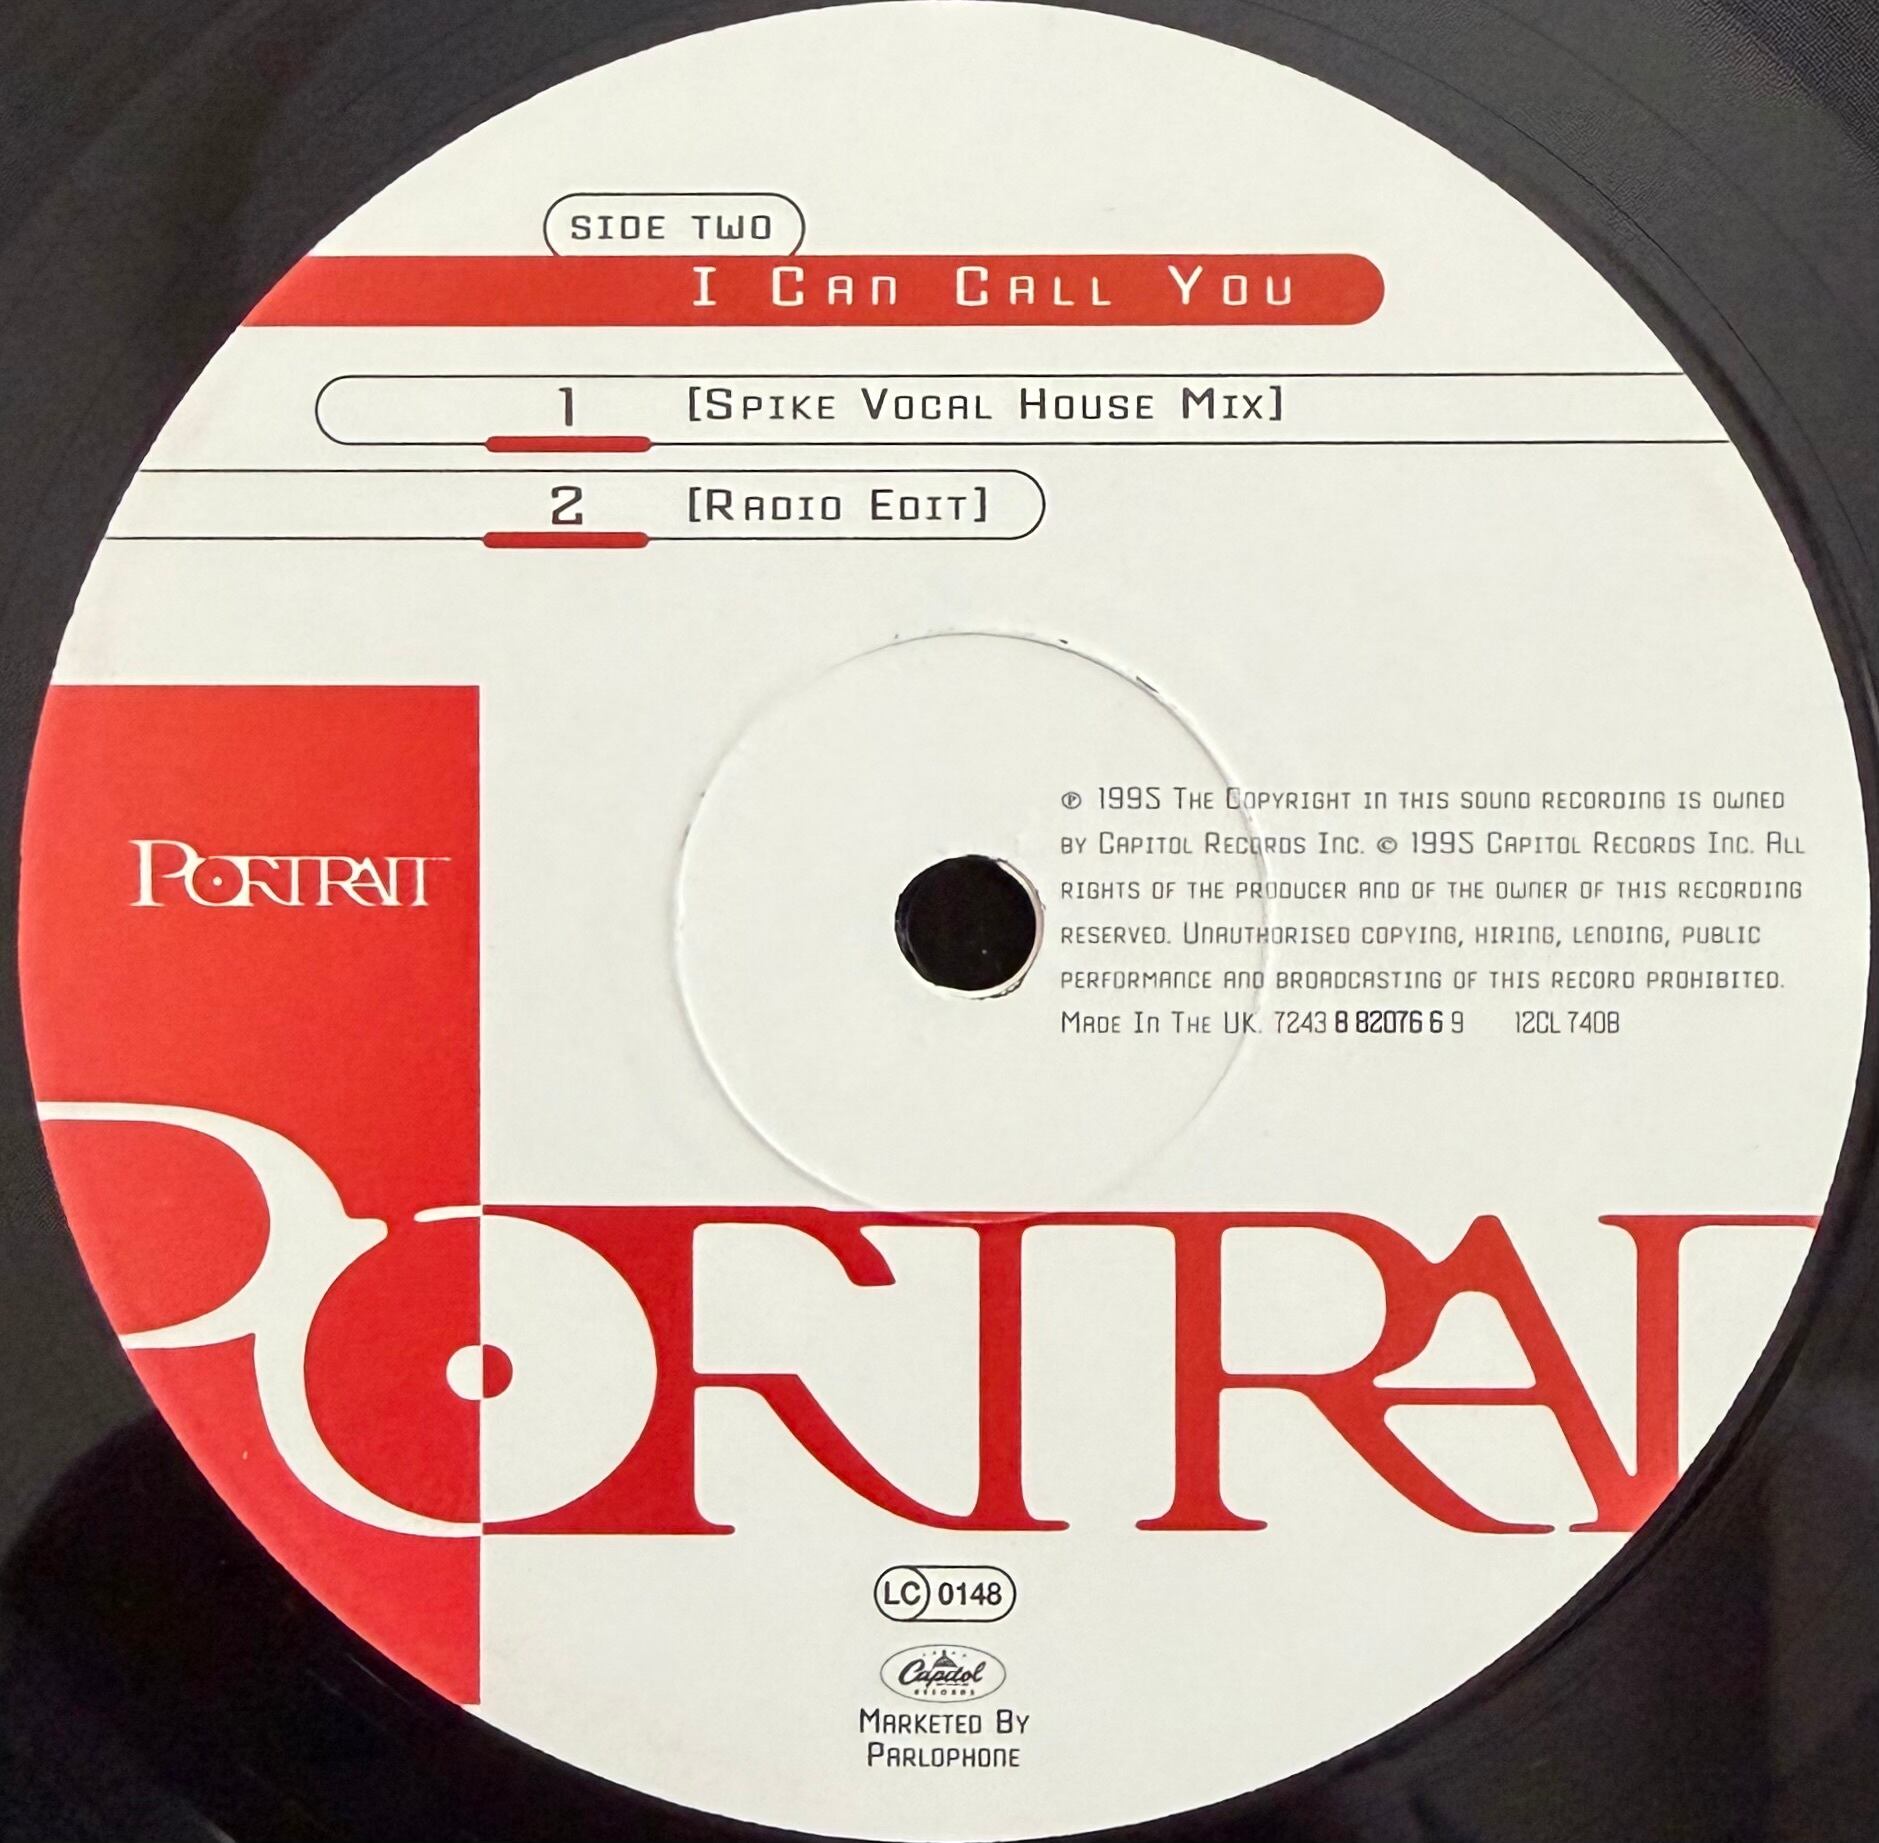 SIDE TWO
I Can Call You
1 [Spike Vocal House Mix]
2 [Radio Edit]
℗ 1995 The Copyright in this sound recording is owned
by Capitol Records Inc. © 1995 Capitol Records Inc. All
rights of the producer and of the owner of this recording
reserved. Unauthorised copying, hiring, lending, public
performance and broadcasting of this record prohibited.
Made In The UK. 7243 8 82076 6 9 12CL 740B
PORTRAIT
PORTRAI
LC 0148
Capitol
RECORDS
Marketed By
Parlophone